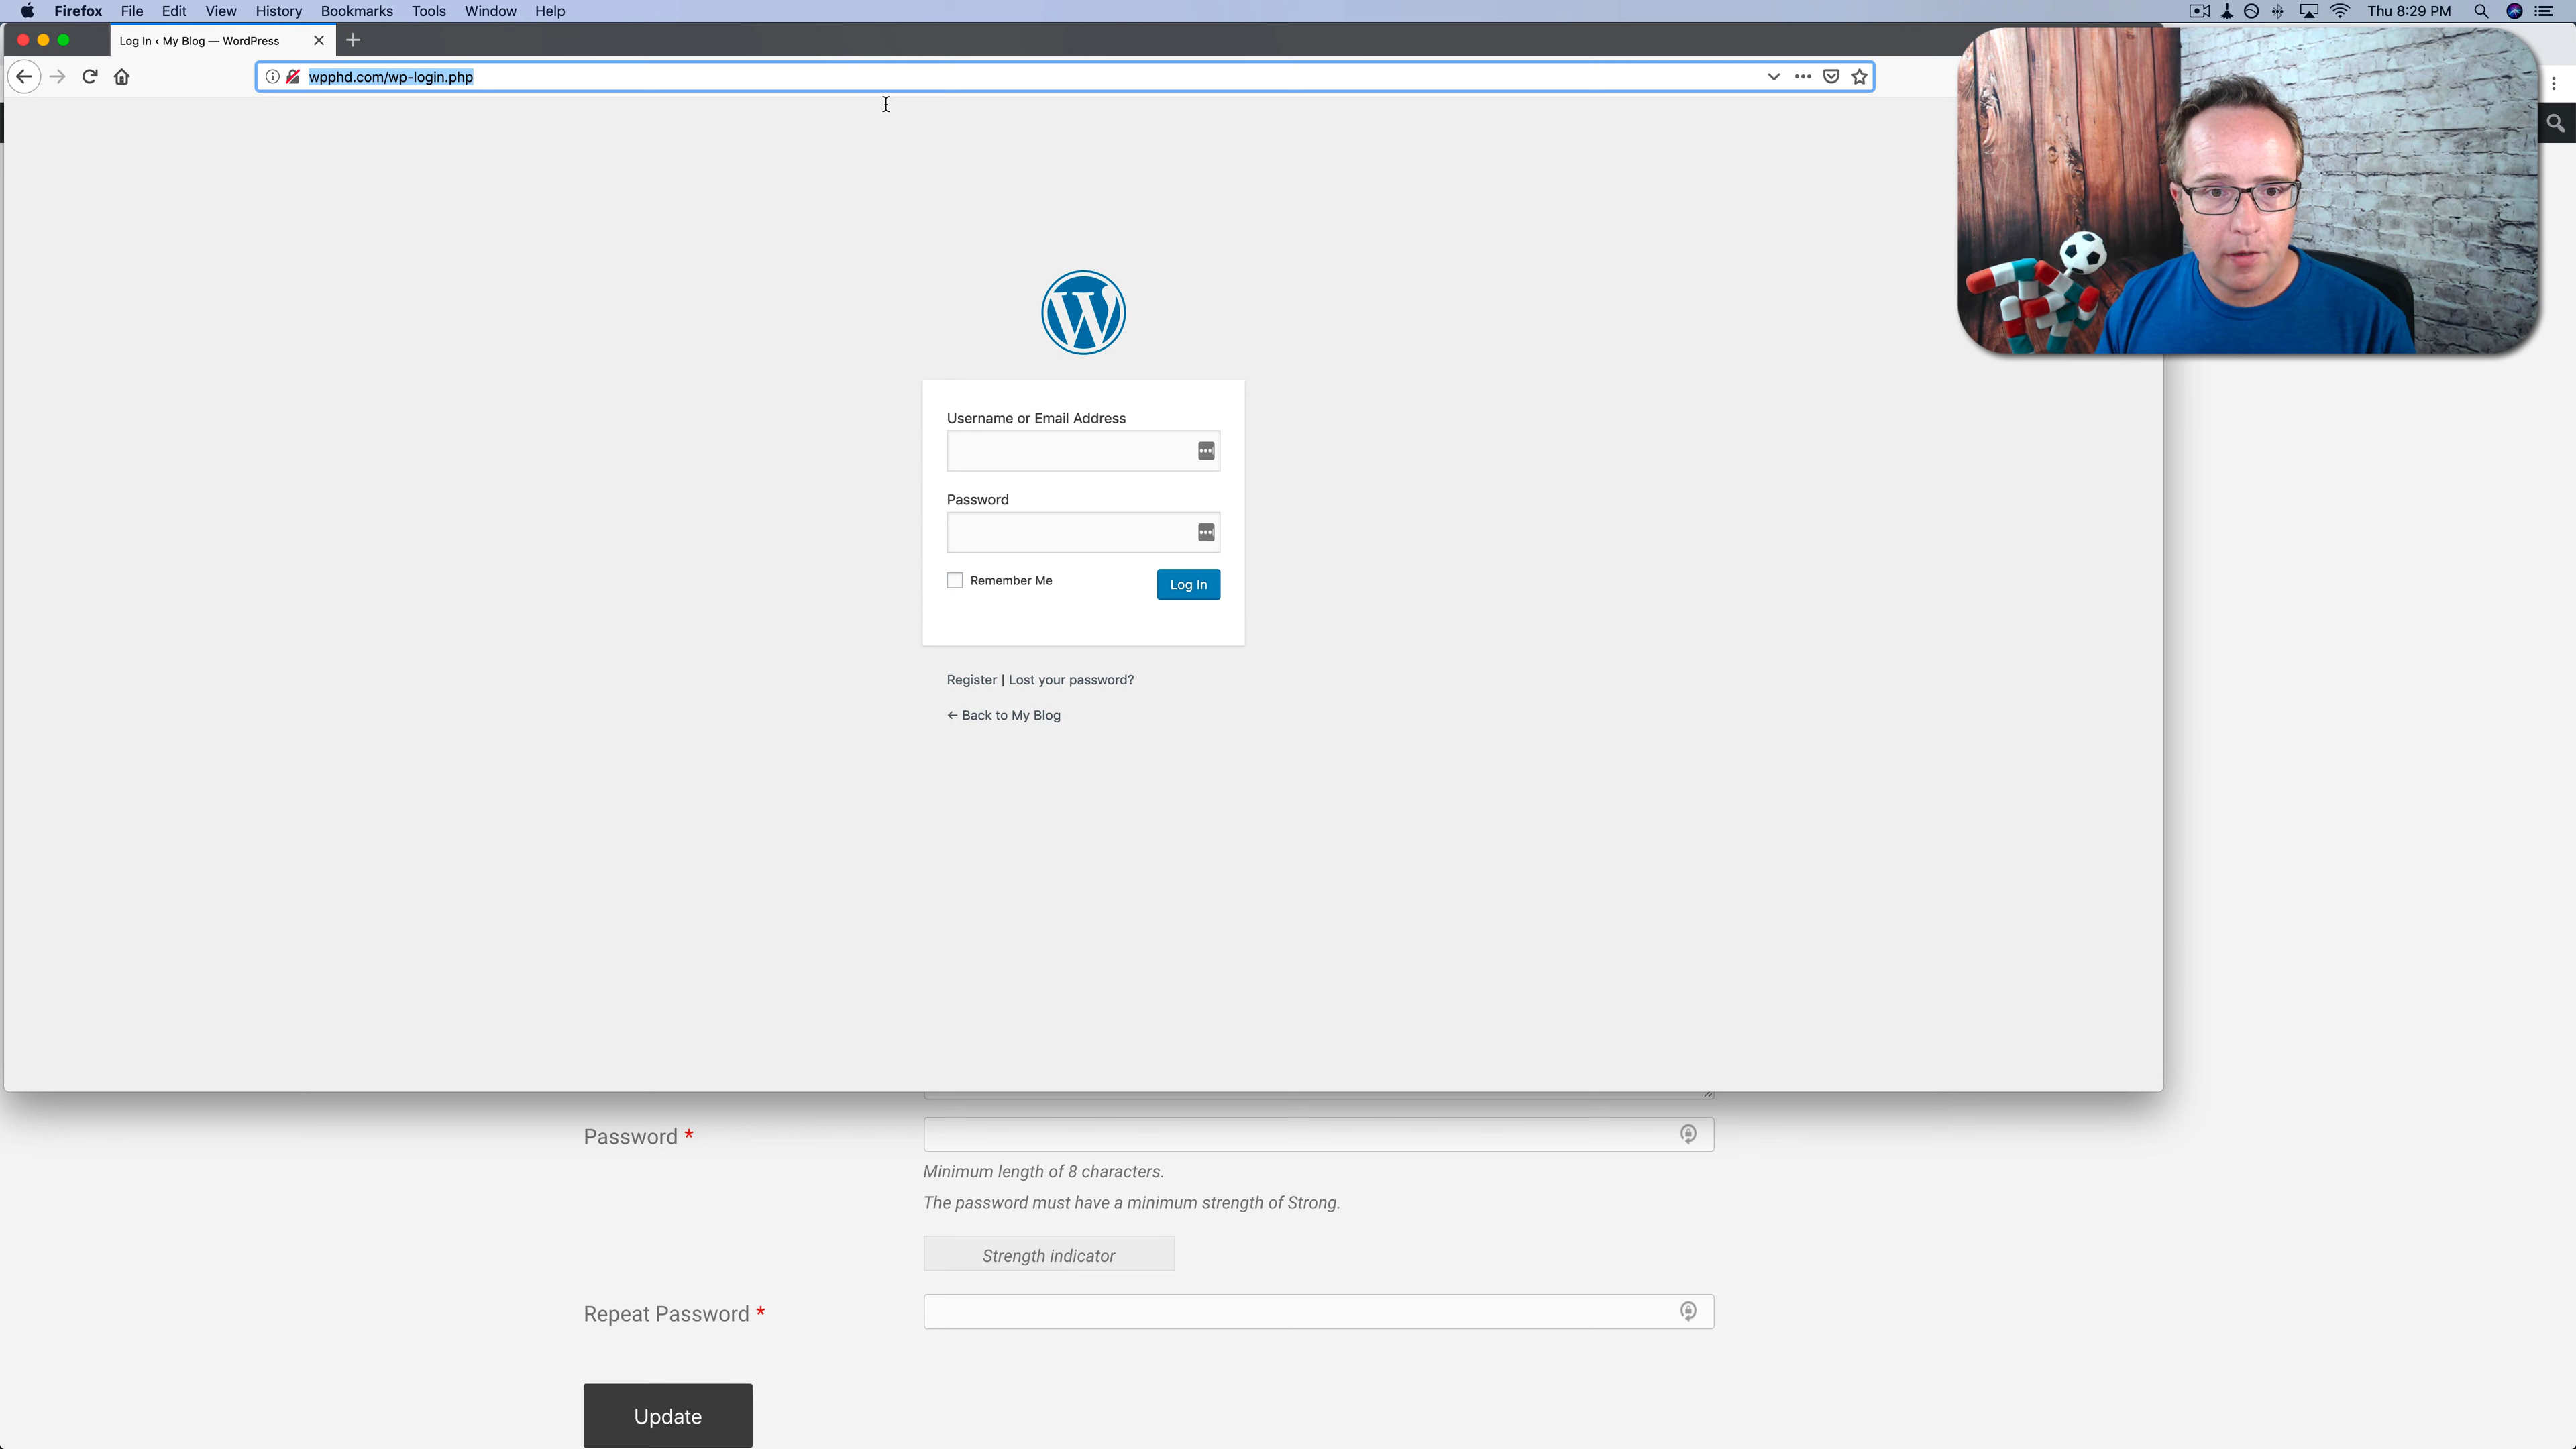 Firefox File Edit View History Bookmarks Tools Window Help
Thu 8:29 PM
Log In ‹ My Blog — WordPress
wpphd.com/wp-login.php
Username or Email Address
Password
Remember Me
Log In
Register | Lost your password?
← Back to My Blog
Password *
Minimum length of 8 characters.
The password must have a minimum strength of Strong.
Strength indicator
Repeat Password *
Update